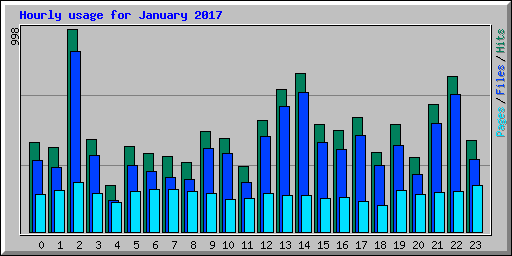 Hourly usage for January 2017
998
Pages / Files / Hits
0 1 2 3 4 5 6 7 8 9 10 11 12 13 14 15 16 17 18 19 20 21 22 23